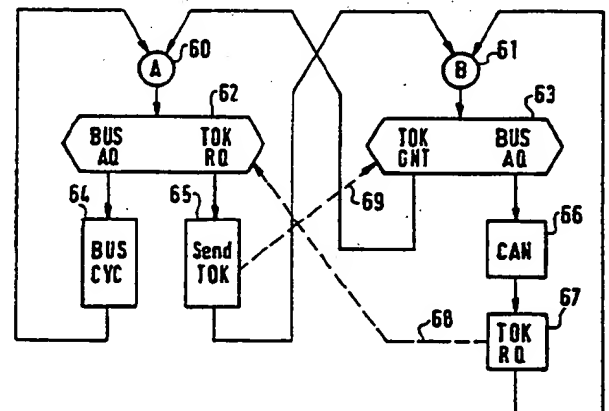 A
60
B
61
62
63
BUS AQ
TOK RQ
TOK GNT
BUS AQ
64
65
69
66
BUS CYC
Send TOK
CAN
68
67
TOK RQ